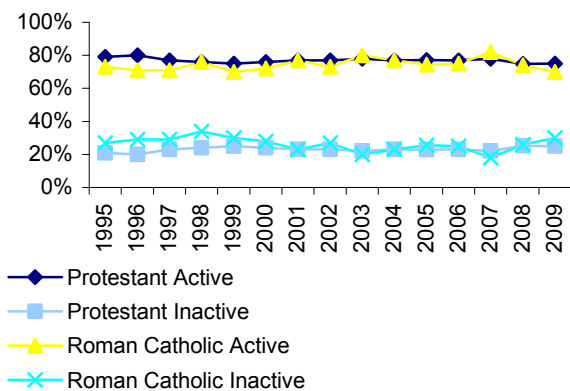 100%
80%
60%
40%
20%
0%
1995 1996 1997 1998 1999 2000 2001 2002 2003 2004 2005 2006 2007 2008 2009
Protestant Active
Protestant Inactive
Roman Catholic Active
Roman Catholic Inactive